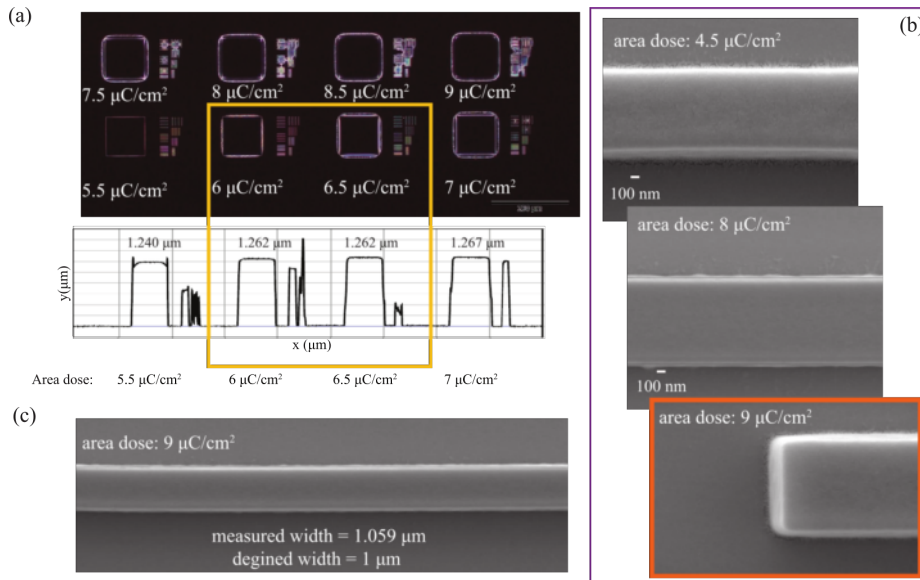 (a)
7.5 μC/cm²
8 μC/cm²
8.5 μC/cm²
9 μC/cm²
5.5 μC/cm²
6 μC/cm²
6.5 μC/cm²
7 μC/cm²
1.240 μm
1.262 μm
1.262 μm
1.267 μm
y(μm)
x (μm)
Area dose:
5.5 μC/cm²
6 μC/cm²
6.5 μC/cm²
7 μC/cm²
(b)
area dose: 4.5 μC/cm²
100 nm
area dose: 8 μC/cm²
100 nm
area dose: 9 μC/cm²
(c)
area dose: 9 μC/cm²
measured width = 1.059 μm
degined width = 1 μm